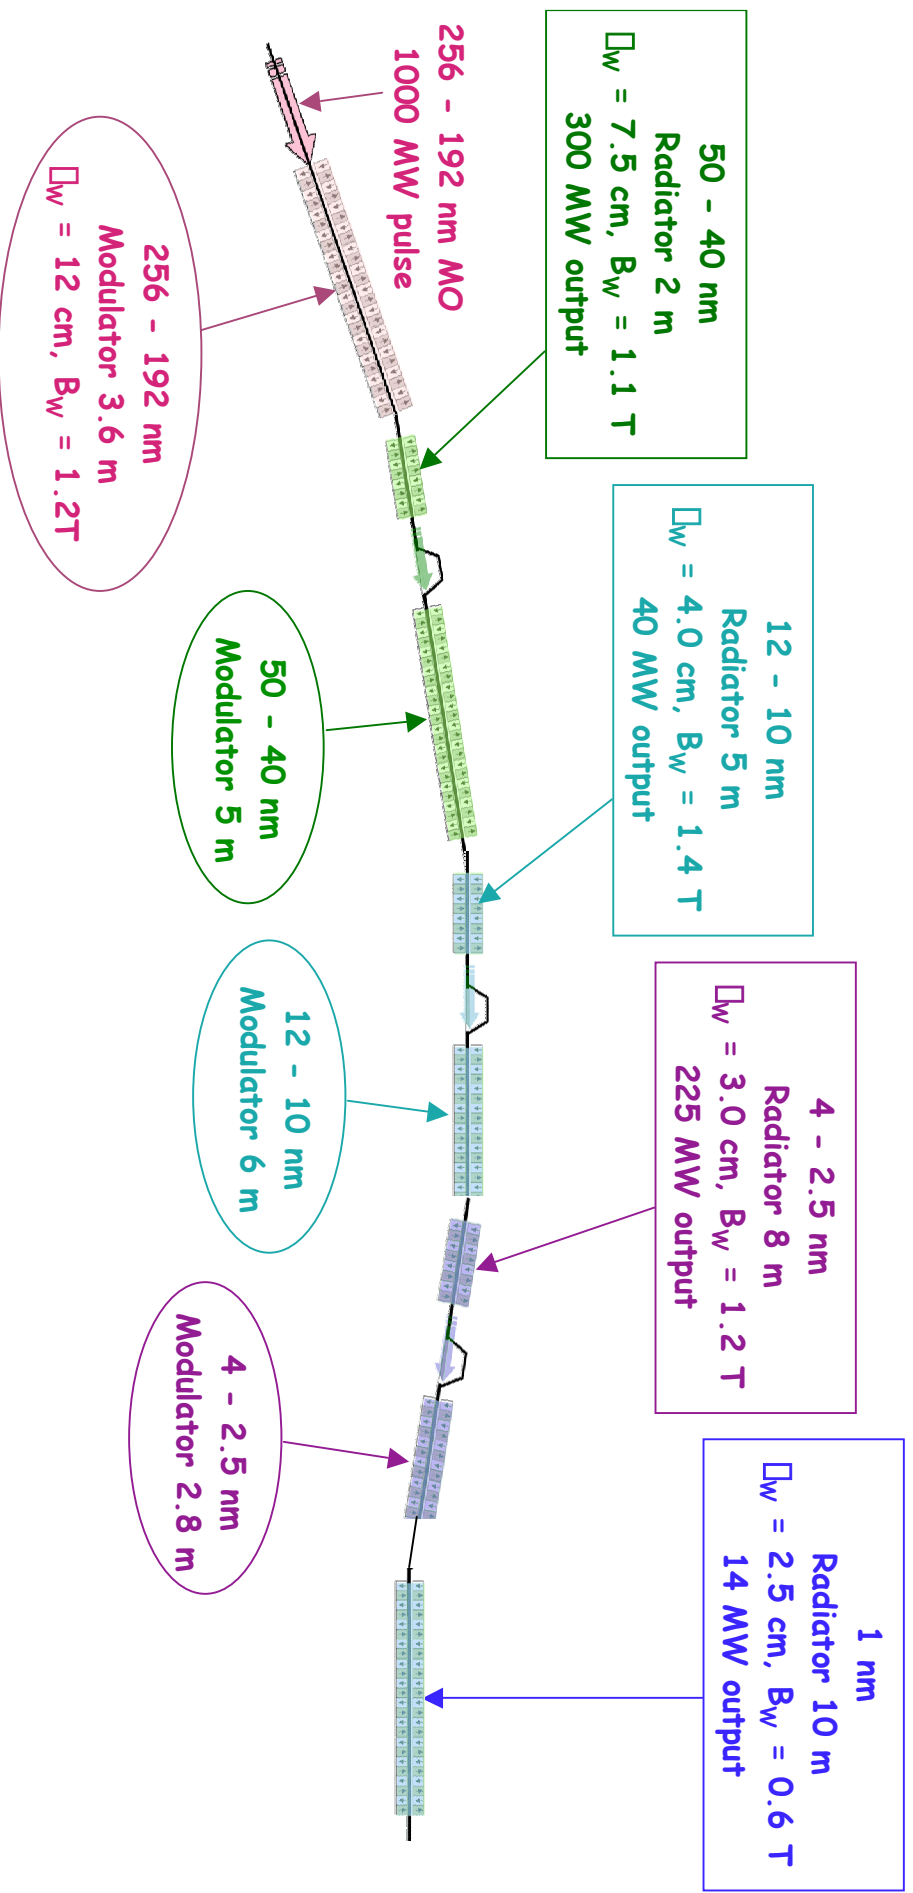 50 - 40 nm
Radiator 2 m
□W = 7.5 cm, BW = 1.1 T
300 MW output
12 - 10 nm
Radiator 5 m
□W = 4.0 cm, BW = 1.4 T
40 MW output
4 - 2.5 nm
Radiator 8 m
□W = 3.0 cm, BW = 1.2 T
225 MW output
1 nm
Radiator 10 m
□W = 2.5 cm, BW = 0.6 T
14 MW output
256 - 192 nm MO
1000 MW pulse
256 - 192 nm
Modulator 3.6 m
□W = 12 cm, BW = 1.2T
50 - 40 nm
Modulator 5 m
12 - 10 nm
Modulator 6 m
4 - 2.5 nm
Modulator 2.8 m